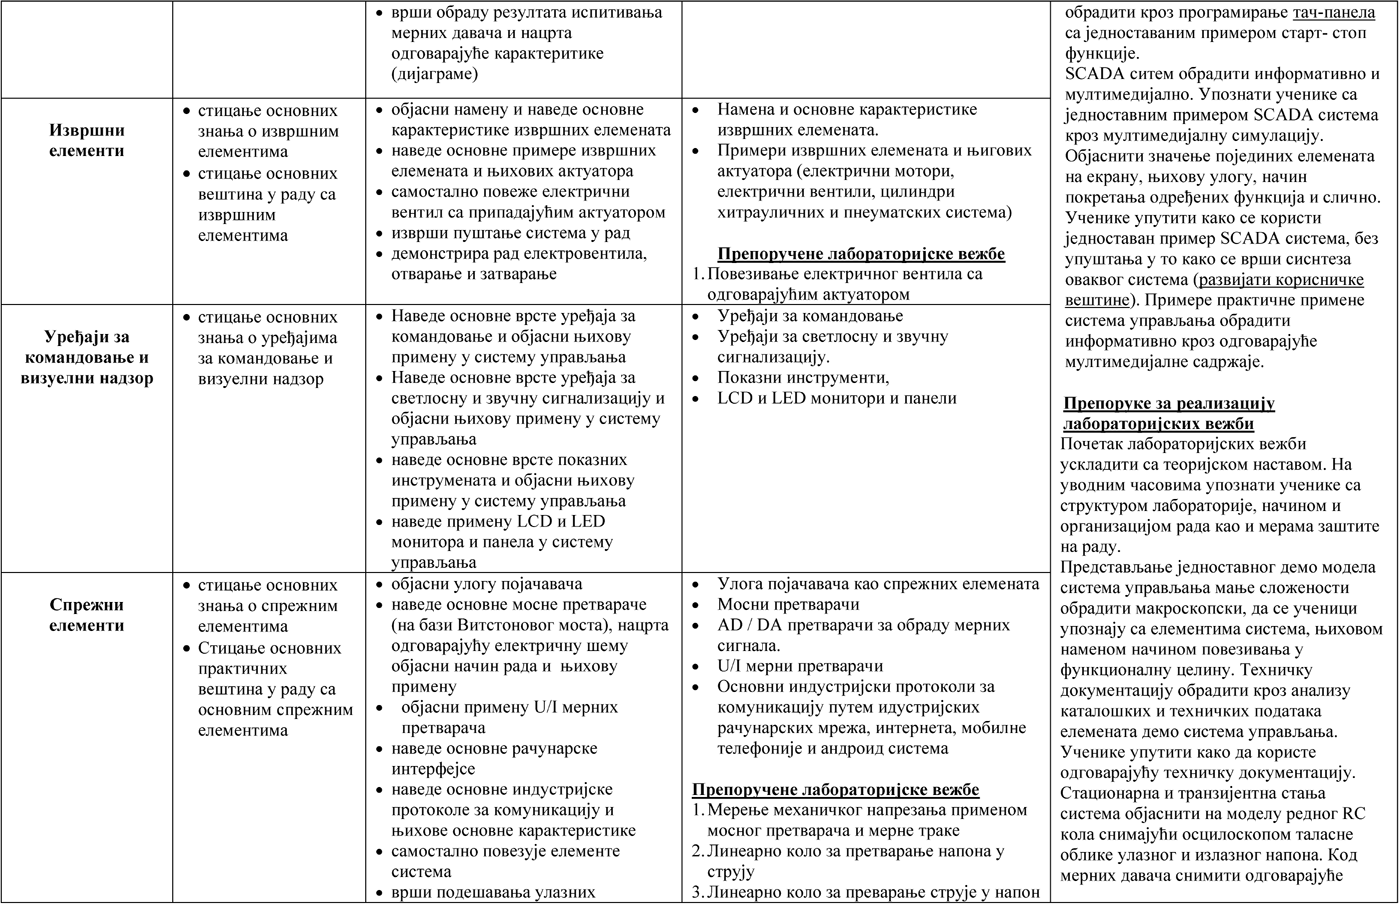 • врши обраду резултата испитивања
мерних давача и нацрта
одговарајуће карактеритике
(дијаграме)
Извршни
елементи
• стицање основних
знања о извршним
елементима
• стицање основних
вештина у раду са
извршним
елементима
• објасни намену и наведе основне
карактеристике извршних елемената
• наведе основне примере извршних
елемената и њихових актуатора
• самостално повеже електрични
вентил са припадајућим актуатором
• изврши пуштање система у рад
• демонстрира рад електровентила,
отварање и затварање
• Намена и основне карактеристике
извршних елемената.
• Примери извршних елемената и њигових
актуатора (електрични мотори,
електрични вентили, цилиндри
хитрауличних и пнеуматских система)
Препоручене лабораторијске вежбе
1. Повезивање електричног вентила са
одговарајућим актуатором
Уређаји за
командовање и
визуелни надзор
• стицање основних
знања о уређајима
за командовање и
визуелни надзор
• Наведе основне врсте уређаја за
командовање и објасни њихову
примену у систему управљања
• Наведе основне врсте уређаја за
светлосну и звучну сигнализацију и
објасни њихову примену у систему
управљања
• наведе основне врсте показних
инструмената и објасни њихову
примену у систему управљања
• наведе примену LCD и LED
монитора и панела у систему
управљања
• Уређаји за командовање
• Уређаји за светлосну и звучну
сигнализацију.
• Показни инструменти,
• LCD и LED монитори и панели
Спрежни
елементи
• стицање основних
знања о спрежним
елементима
• Стицање основних
практичних
вештина у раду са
основним спрежним
елементима
• објасни улогу појачавача
• наведе основне мосне претвараче
(на бази Витстоновог моста), нацрта
одговарајућу електричну шему
објасни начин рада и њихову
примену
• објасни примену U/I мерних
претварача
• наведе основне рачунарске
интерфејсе
• наведе основне индустријске
протоколе за комуникацију и
њихове основне карактеристике
• самостално повезује елементе
система
• врши подешавања улазних
• Улога појачавача као спрежних елемената
• Мосни претварачи
• AD / DA претварачи за обраду мерних
сигнала.
• U/I мерни претварачи
• Основни индустријски протоколи за
комуникацију путем идустријских
рачунарских мрежа, интернета, мобилне
телефоније и андроид система
Препоручене лабораторијске вежбе
1. Мерење механичког напрезања применом
мосног претварача и мерне траке
2. Линеарно коло за претварање напона у
струју
3. Линеарно коло за преварање струје у напон
обрадити кроз програмирање тач-панела
са једноставаним примером старт- стоп
функције.
SCADA ситем обрадити информативно и
мултимедијално. Упознати ученике са
једноставним примером SCADA система
кроз мултимедијалну симулацију.
Објаснити значење појединих елемената
на екрану, њихову улогу, начин
покретања одређених функција и слично.
Ученике упутити како се користи
једноставан пример SCADA система, без
упуштања у то како се врши сиснтеза
оваквог система (развијати корисничке
вештине). Примере практичне примене
система управљања обрадити
информативно кроз одговарајуће
мултимедијалне садржаје.
Препоруке за реализацију
лабораторијских вежби
Почетак лабораторијских вежби
ускладити са теоријском наставом. На
уводним часовима упознати ученике са
структуром лабораторије, начином и
организацијом рада као и мерама заштите
на раду.
Представљање једноставног демо модела
система управљања мање сложености
обрадити макроскопски, да се ученици
упознају са елементима система, њиховом
наменом начином повезивања у
функционалну целину. Техничку
документацију обрадити кроз анализу
каталошких и техничких података
елемената демо система управљања.
Ученике упутити како да користе
одговарајућу техничку документацију.
Стационарна и транзијентна стања
система објаснити на моделу редног RC
кола снимајући осцилоскопом таласне
облике улазног и излазног напона. Код
мерних давача снимити одговарајуће